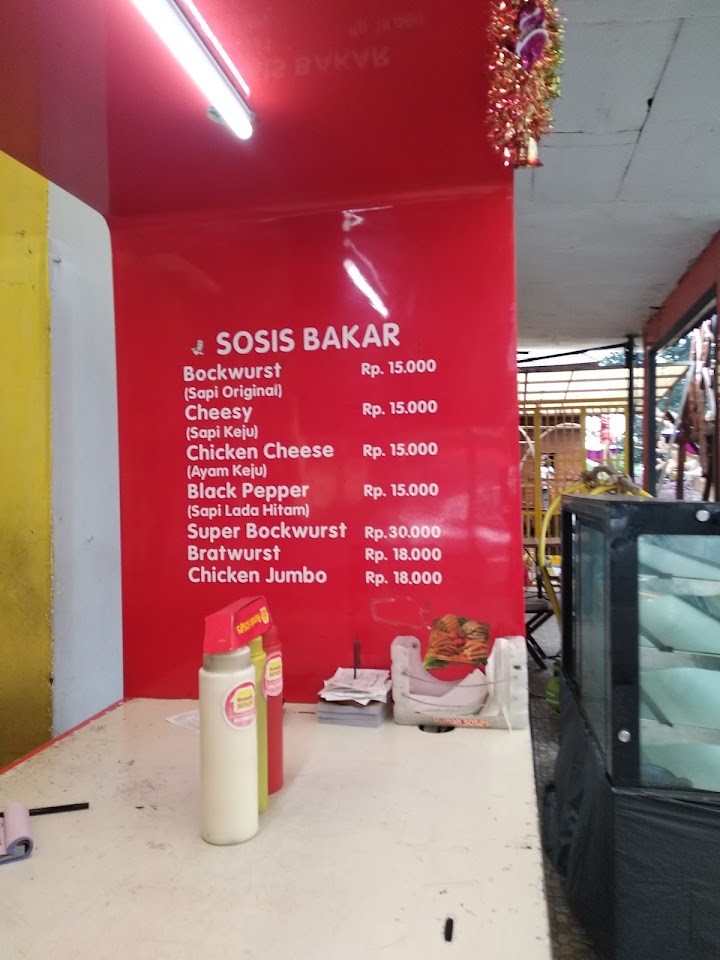 SOSIS BAKAR
Bockwurst Rp. 15.000
(Sapi Original)
Cheesy Rp. 15.000
(Sapi Keju)
Chicken Cheese Rp. 15.000
(Ayam Keju)
Black Pepper Rp. 15.000
(Sapi Lada Hitam)
Super Bockwurst Rp.30.000
Bratwurst Rp. 18.000
Chicken Jumbo Rp. 18.000
RUMAH SOSIS